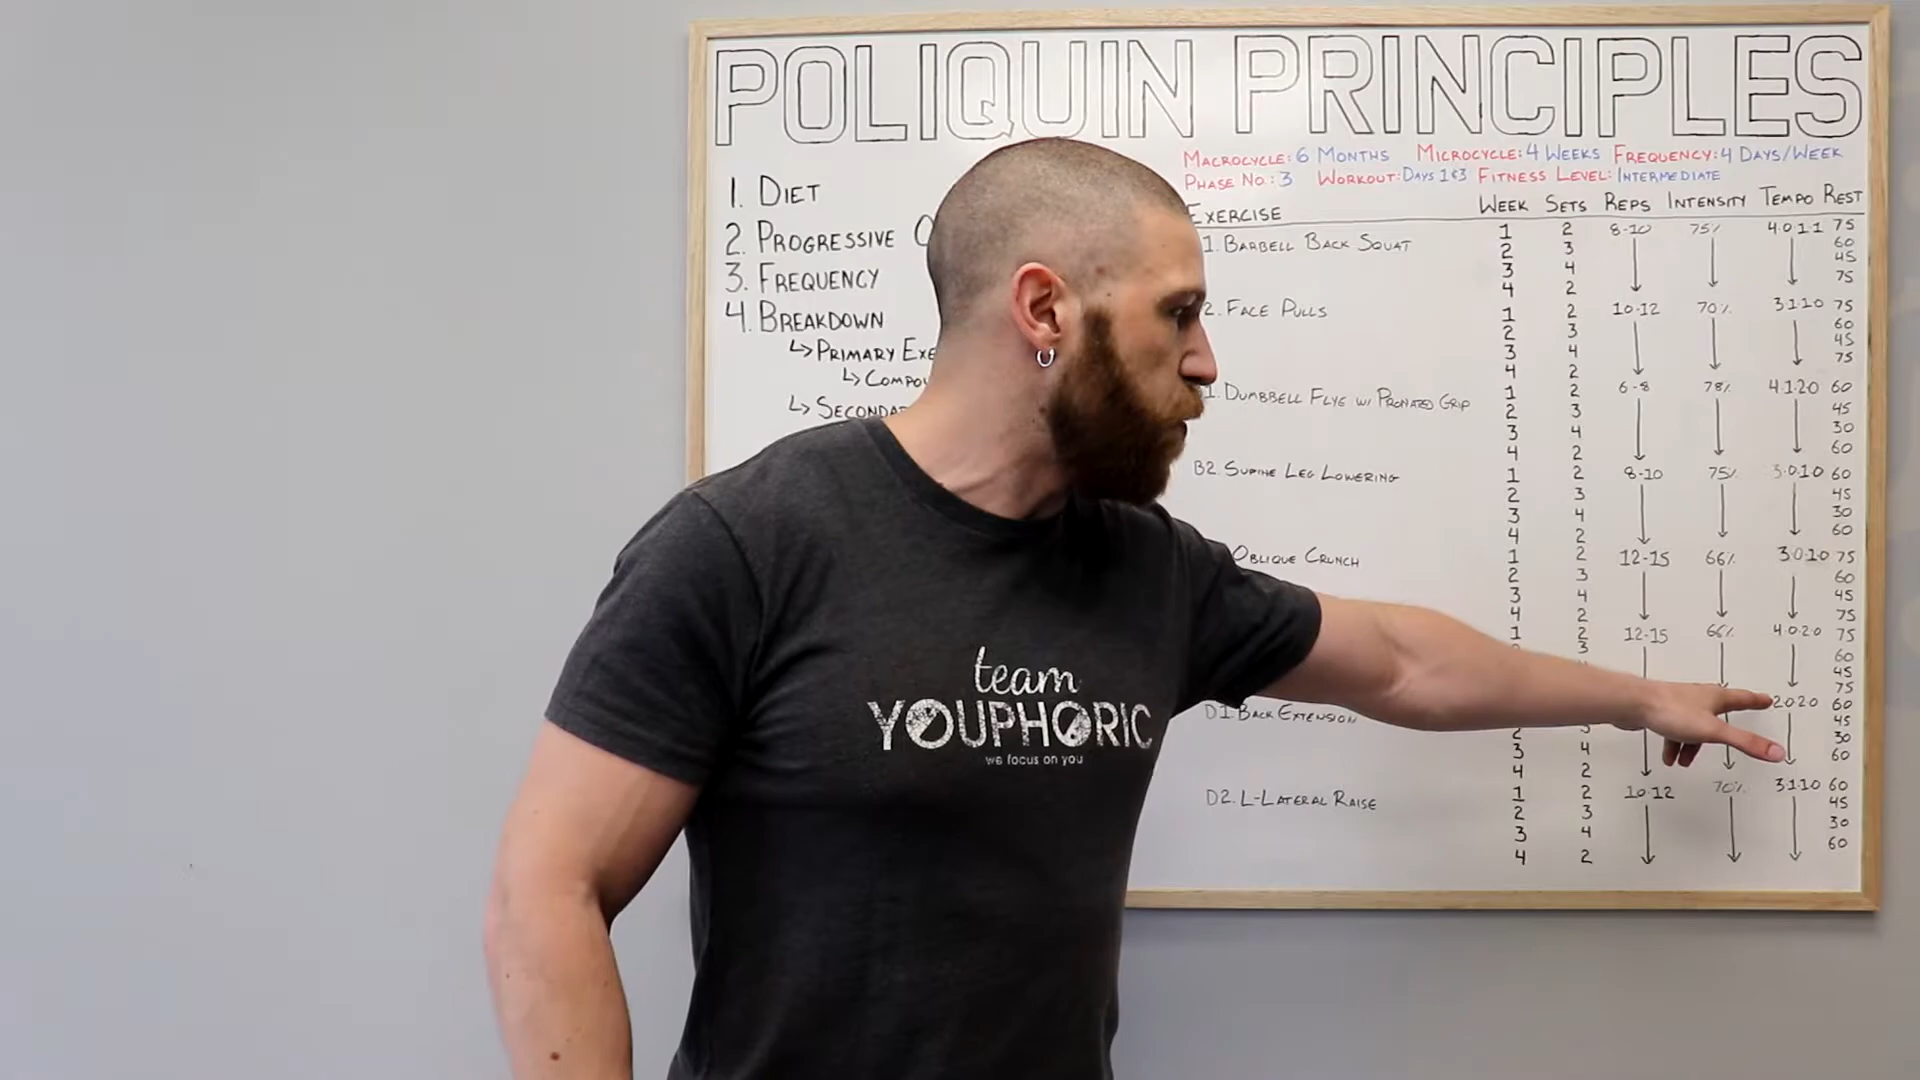 POLIQUIN PRINCIPLES
MACROCYCLE: 6 MONTHS MICROCYCLE: 4 WEEKS FREQUENCY: 4 DAYS/WEEK
PHASE NO.: 3 WORKOUT: DAYS 1&3 FITNESS LEVEL: INTERMEDIATE
1. DIET
2. PROGRESSIVE
3. FREQUENCY
4. BREAKDOWN
↳ PRIMARY EXE
↳ COMPO
↳ SECONDA
EXERCISE WEEK SETS REPS INTENSITY TEMPO REST
1. BARBELL BACK SQUAT 1 2 8-10 75% 4·0·1·1 75
2 3 60
3 4 45
4 2 75
2. FACE PULLS 1 2 10-12 70% 3·1·1·0 75
2 3 60
3 4 45
4 2 75
1. DUMBBELL FLYE W/ PRONATED GRIP 1 2 6-8 78% 4·1·2·0 60
2 3 45
3 4 30
4 2 60
B2. SUPINE LEG LOWERING 1 2 8-10 75% 3·0·1·0 60
2 3 45
3 4 30
4 2 60
OBLIQUE CRUNCH 1 2 12-15 66% 3·0·1·0 75
2 3 60
3 4 45
4 2 75
1 2 12-15 66% 4·0·2·0 75
3 60
45
75
D1. BACK EXTENSION 2020 60
2 3 45
3 4 30
4 2 60
D2. L-LATERAL RAISE 1 2 10-12 70% 3·1·1·0 60
2 3 45
3 4 30
4 2 60
team
YOUPHORIC
we focus on you